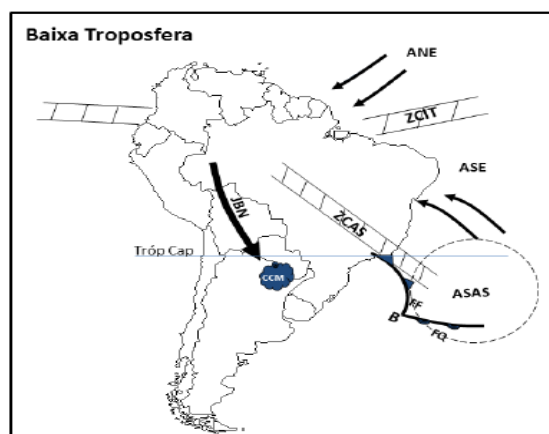 Baixa Troposfera
ANE
ZCIT
ASE
JBN
ZCAS
Tróp Cap
CCM
ASAS
FF
B
FQ